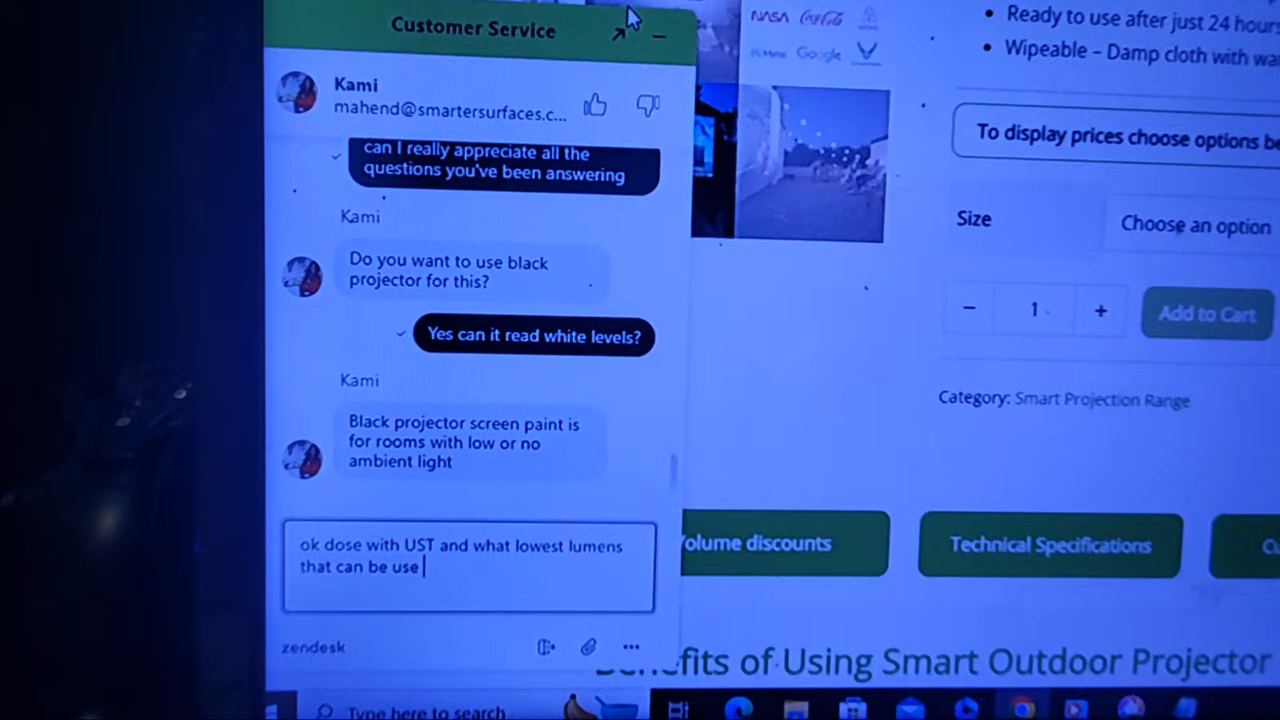 Customer Service
Kami
mahend@smartersurfaces.c...
can I really appreciate all the
questions you've been answering
Kami
Do you want to use black
projector for this?
Yes can it read white levels?
Kami
Black projector screen paint is
for rooms with low or no
ambient light
ok dose with UST and what lowest lumens
that can be use
zendesk
Type here to search
NASA Coca-Cola
Meta Google
Ready to use after just 24 hours
Wipeable – Damp cloth with wa
To display prices choose options be
Size
Choose an option
− 1 +
Add to Cart
Category: Smart Projection Range
Volume discounts
Technical Specifications
Benefits of Using Smart Outdoor Projector